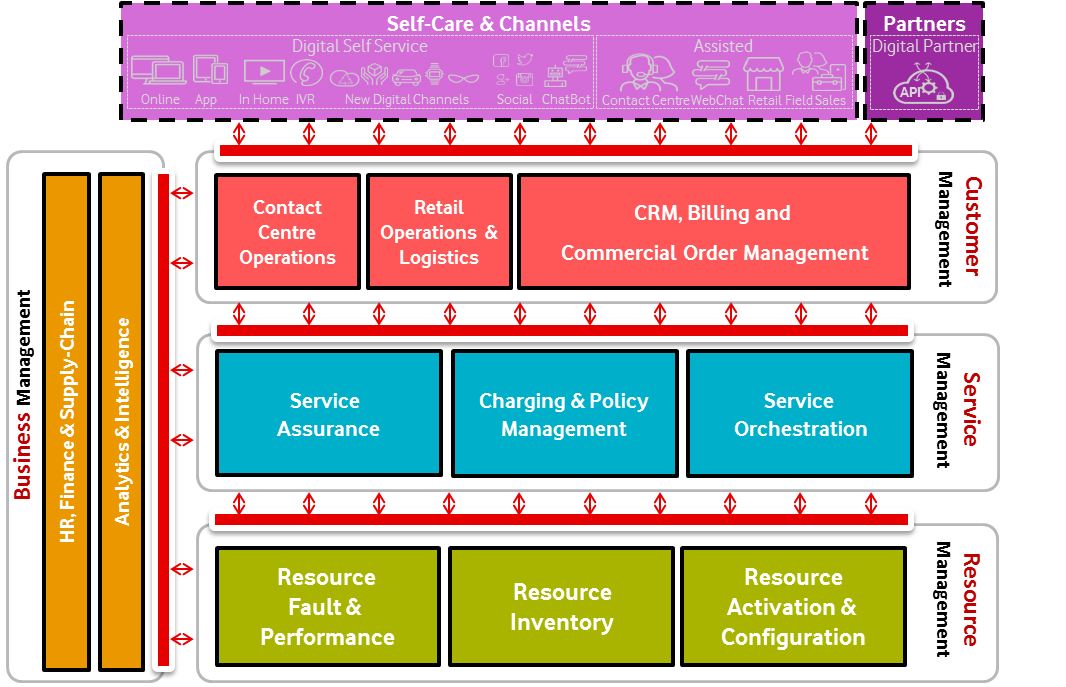 Self-Care & Channels
Partners
Digital Self Service
Assisted
Digital Partner
API
Online
App
In Home
IVR
New Digital Channels
Social
ChatBot
Contact Centre
WebChat
Retail
Field Sales
Business Management
HR, Finance & Supply-Chain
Analytics & Intelligence
Contact
Centre
Operations
Retail
Operations &
Logistics
CRM, Billing and
Commercial Order Management
Customer
Management
Service
Assurance
Charging & Policy
Management
Service
Orchestration
Service
Management
Resource
Fault &
Performance
Resource
Inventory
Resource
Activation &
Configuration
Resource
Management